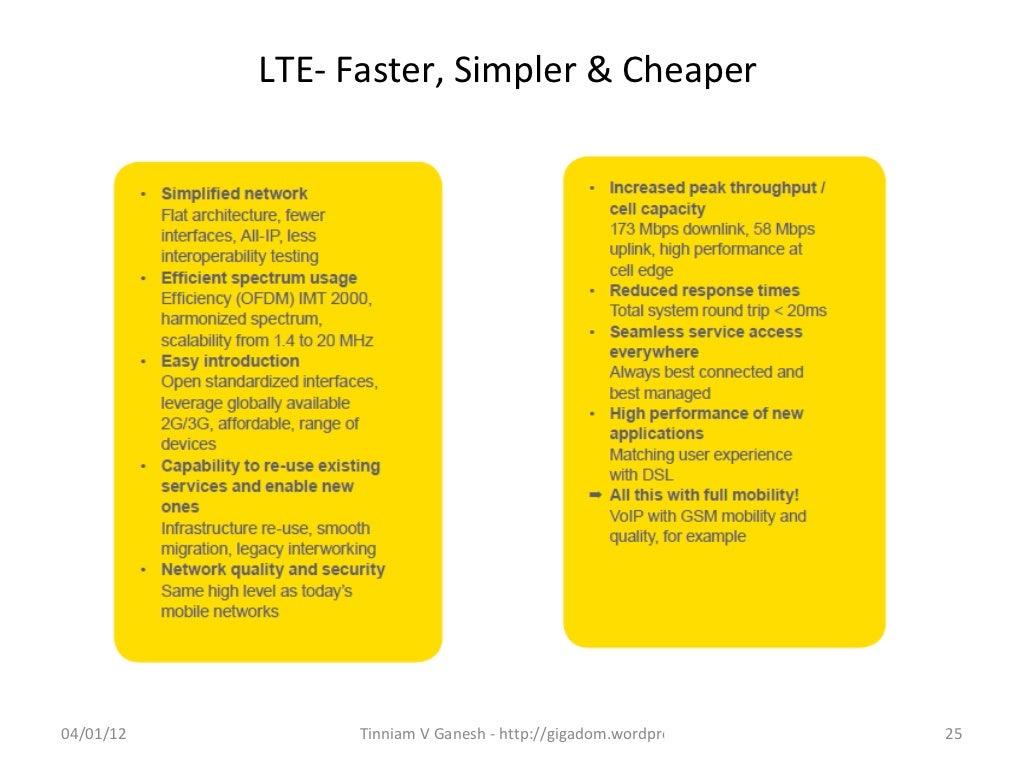 LTE- Faster, Simpler & Cheaper
• Simplified network
Flat architecture, fewer
interfaces, All-IP, less
interoperability testing
• Efficient spectrum usage
Efficiency (OFDM) IMT 2000,
harmonized spectrum,
scalability from 1.4 to 20 MHz
• Easy introduction
Open standardized interfaces,
leverage globally available
2G/3G, affordable, range of
devices
• Capability to re-use existing
services and enable new
ones
Infrastructure re-use, smooth
migration, legacy interworking
• Network quality and security
Same high level as today's
mobile networks
• Increased peak throughput /
cell capacity
173 Mbps downlink, 58 Mbps
uplink, high performance at
cell edge
• Reduced response times
Total system round trip < 20ms
• Seamless service access
everywhere
Always best connected and
best managed
• High performance of new
applications
Matching user experience
with DSL
➡ All this with full mobility!
VoIP with GSM mobility and
quality, for example
04/01/12
Tinniam V Ganesh - http://gigadom.wordpr
25